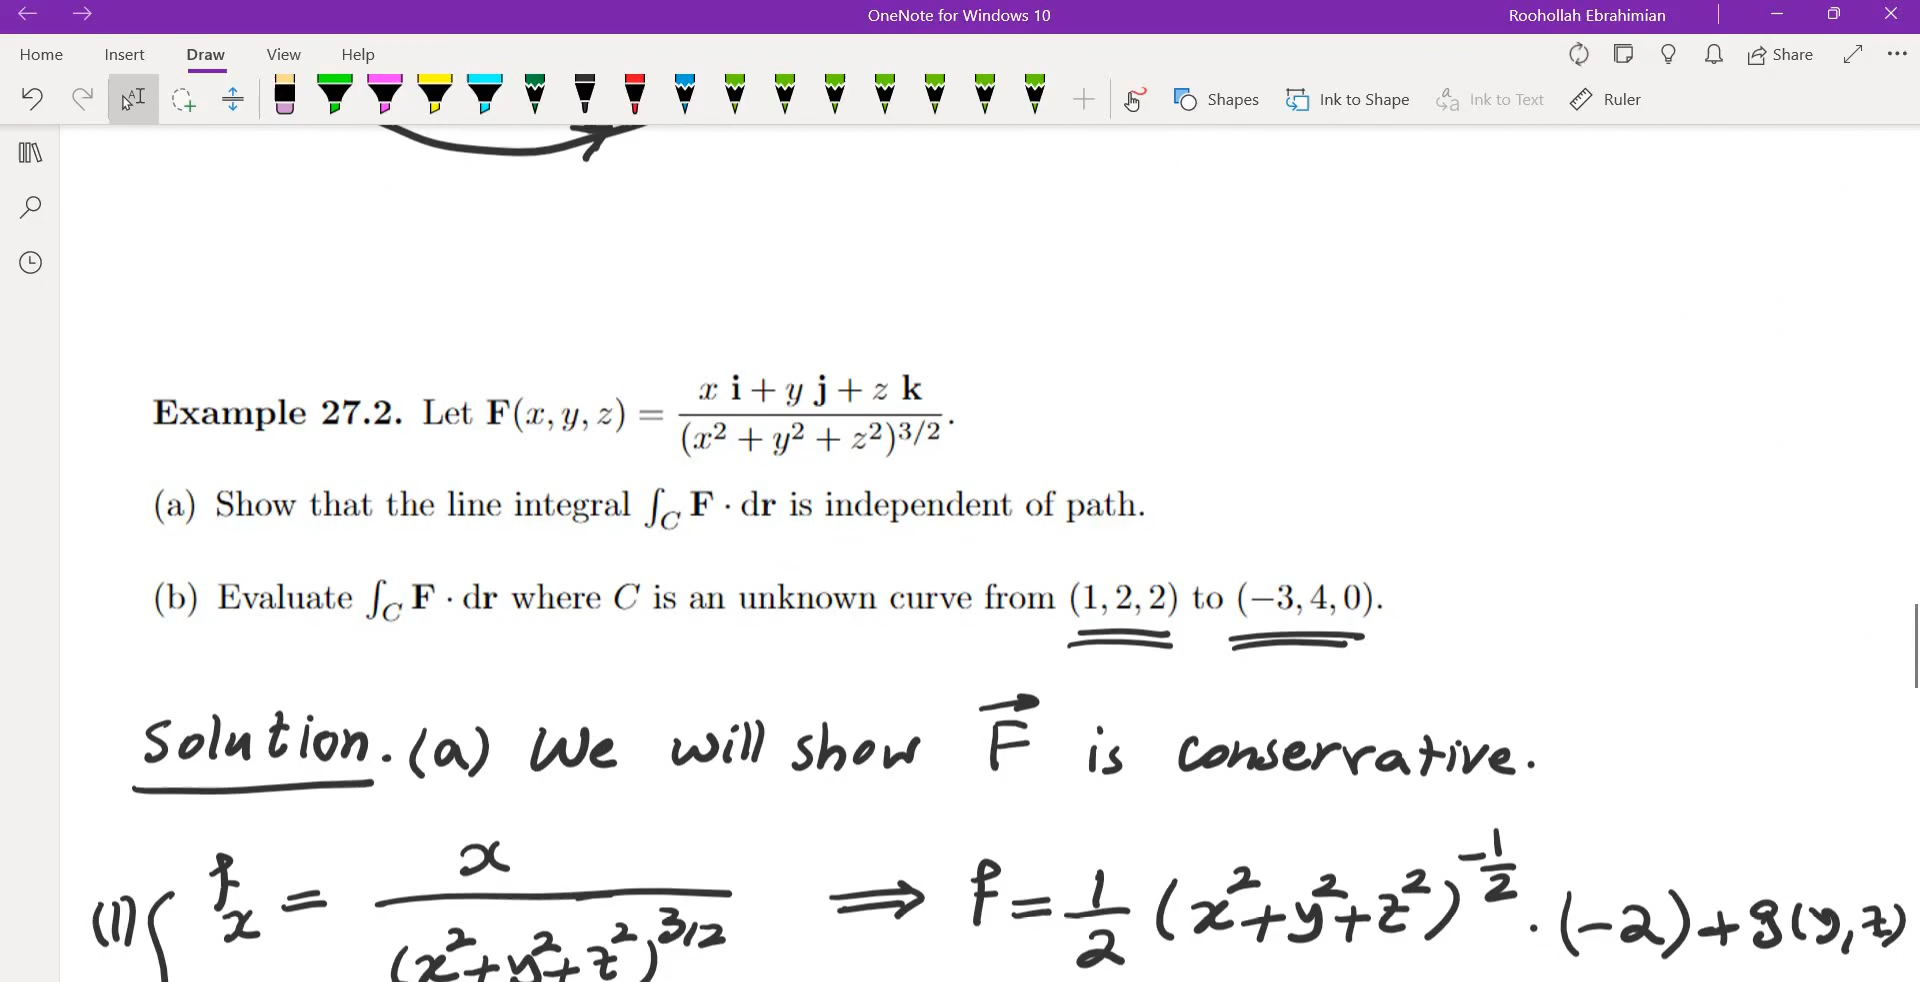 OneNote for Windows 10
Roohollah Ebrahimian
Home Insert Draw View Help
Share
Shapes Ink to Shape Ink to Text Ruler
Example 27.2. Let F(x, y, z) = (x i + y j + z k) / (x² + y² + z²)^{3/2}.
(a) Show that the line integral ∫_C F · dr is independent of path.
(b) Evaluate ∫_C F · dr where C is an unknown curve from (1, 2, 2) to (−3, 4, 0).
Solution. (a) We will show F⃗ is conserrative.
(1) { f_x = x / (x²+y²+z²)^{3/2} ⟹ f = 1/2 (x²+y²+z²)^{-1/2} · (-2) + g(y,z)